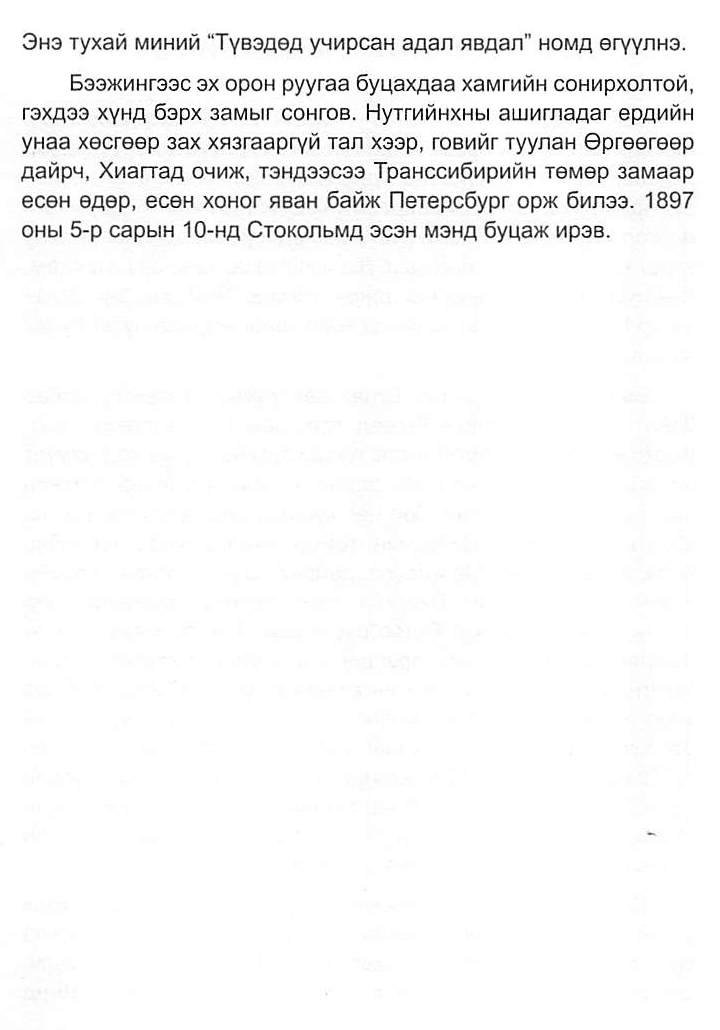 Энэ тухай миний “Түвэдөд учирсан адал явдал” номд өгүүлнэ.
Бээжингээс эх орон руугаа буцахдаа хамгийн сонирхолтой,
гэхдээ хүнд бэрх замыг сонгов. Нутгийнхны ашигладаг ердийн
унаа хөсгөөр зах хязгааргүй тал хээр, говийг туулан Өргөөгөөр
дайрч, Хиагтад очиж, тэндээсээ Транссибирийн төмөр замаар
есөн өдөр, есөн хоног яван байж Петерсбург орж билээ. 1897
оны 5-р сарын 10-нд Стокольмд эсэн мэнд буцаж ирэв.